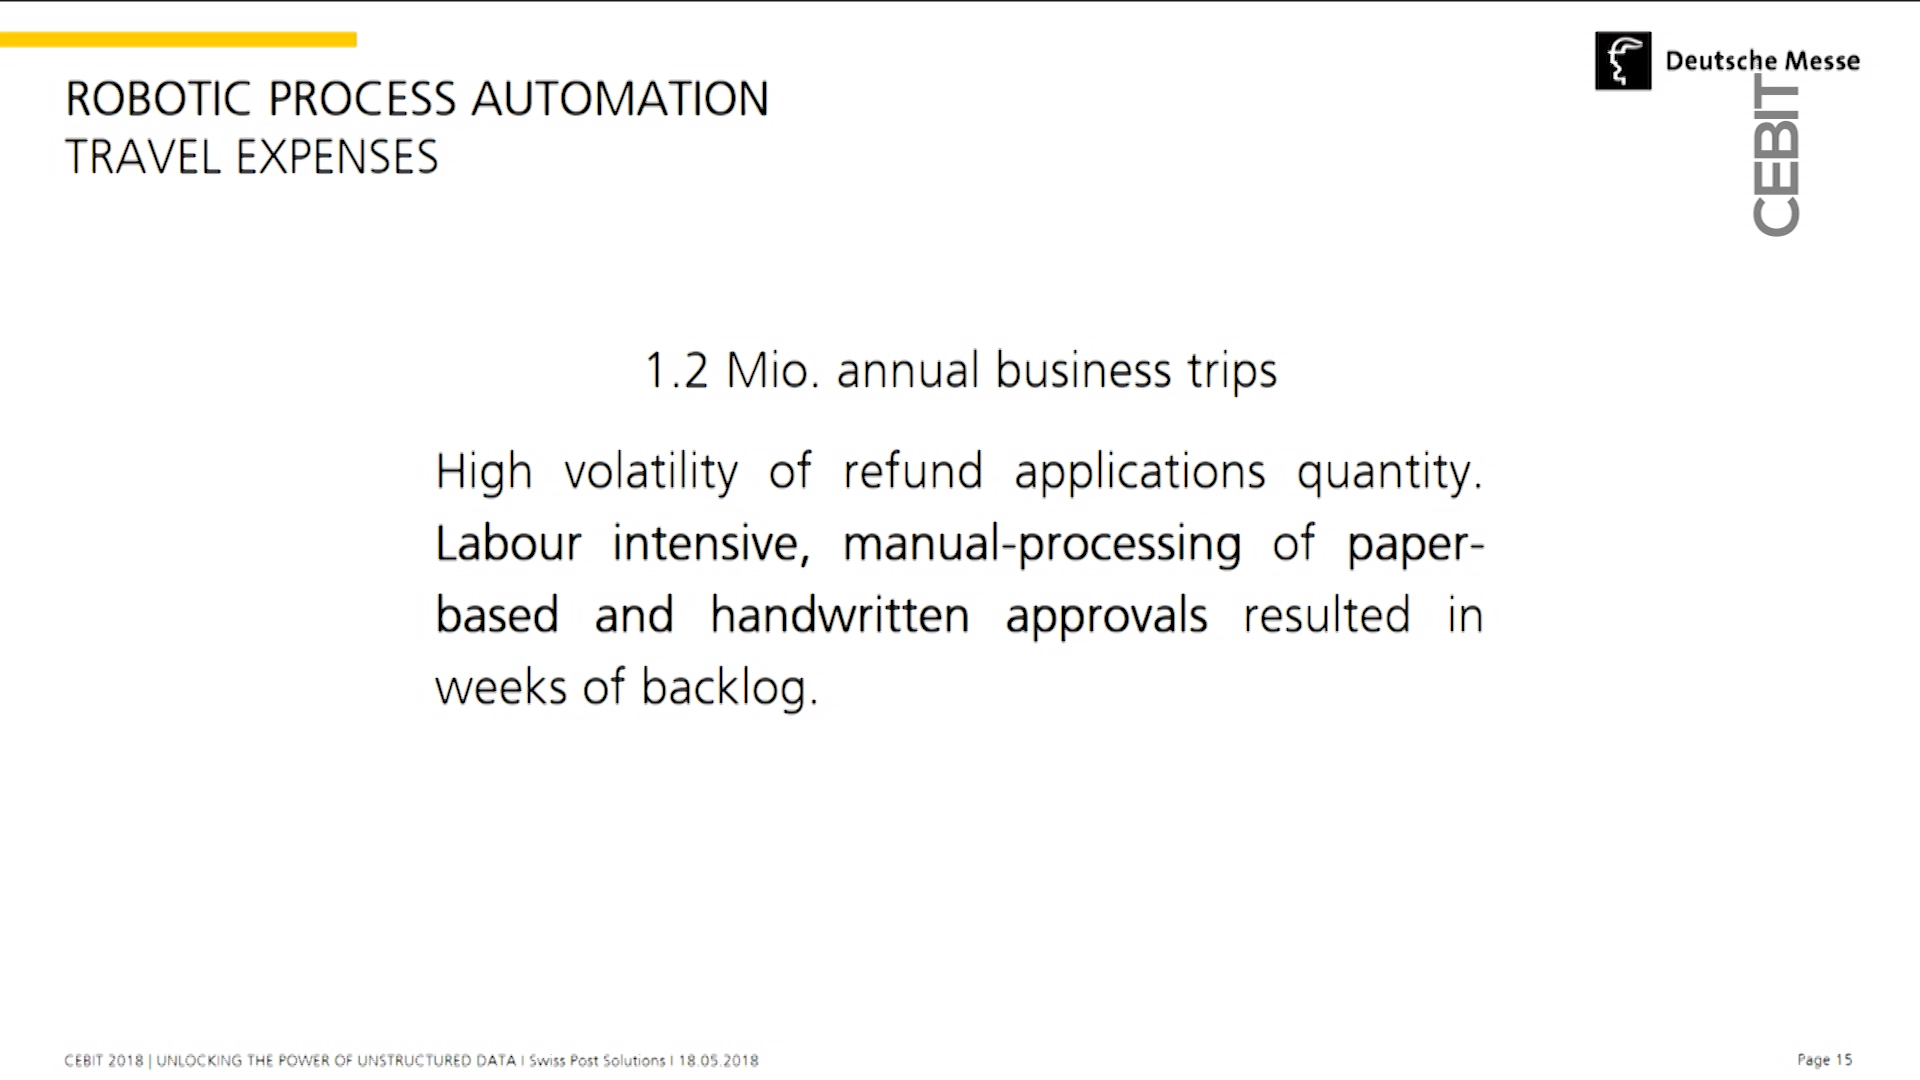 ROBOTIC PROCESS AUTOMATION
TRAVEL EXPENSES
Deutsche Messe
CEBIT
1.2 Mio. annual business trips
High volatility of refund applications quantity.
Labour intensive, manual-processing of paper-
based and handwritten approvals resulted in
weeks of backlog.
CEBIT 2018 | UNLOCKING THE POWER OF UNSTRUCTURED DATA I Swiss Post Solutions I 18.05.2018
Page 15